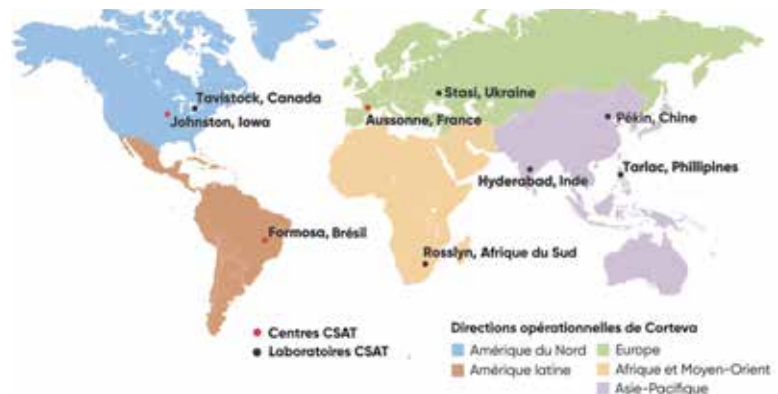 Tavistock, Canada
Johnston, Iowa
Stasi, Ukraine
Aussonne, France
Pékin, Chine
Hyderabad, Inde
Tarlac, Phillipines
Formosa, Brésil
Rosslyn, Afrique du Sud
Centres CSAT
Laboratoires CSAT
Directions opérationnelles de Corteva
Amérique du Nord
Europe
Amérique latine
Afrique et Moyen-Orient
Asie-Pacifique